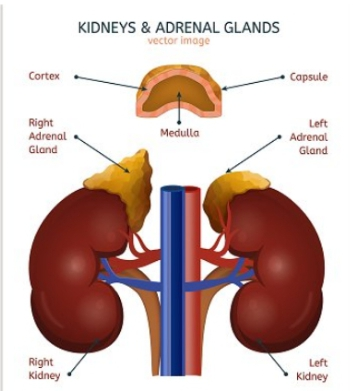 KIDNEYS & ADRENAL GLANDS
vector image
Cortex
Capsule
Medulla
Right
Adrenal
Gland
Left
Adrenal
Gland
Right
Kidney
Left
Kidney